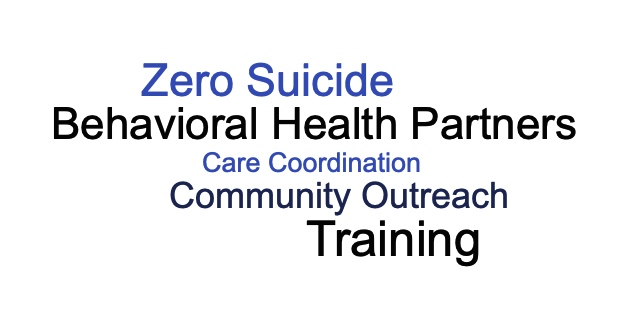 Zero Suicide
Behavioral Health Partners
Care Coordination
Community Outreach
Training